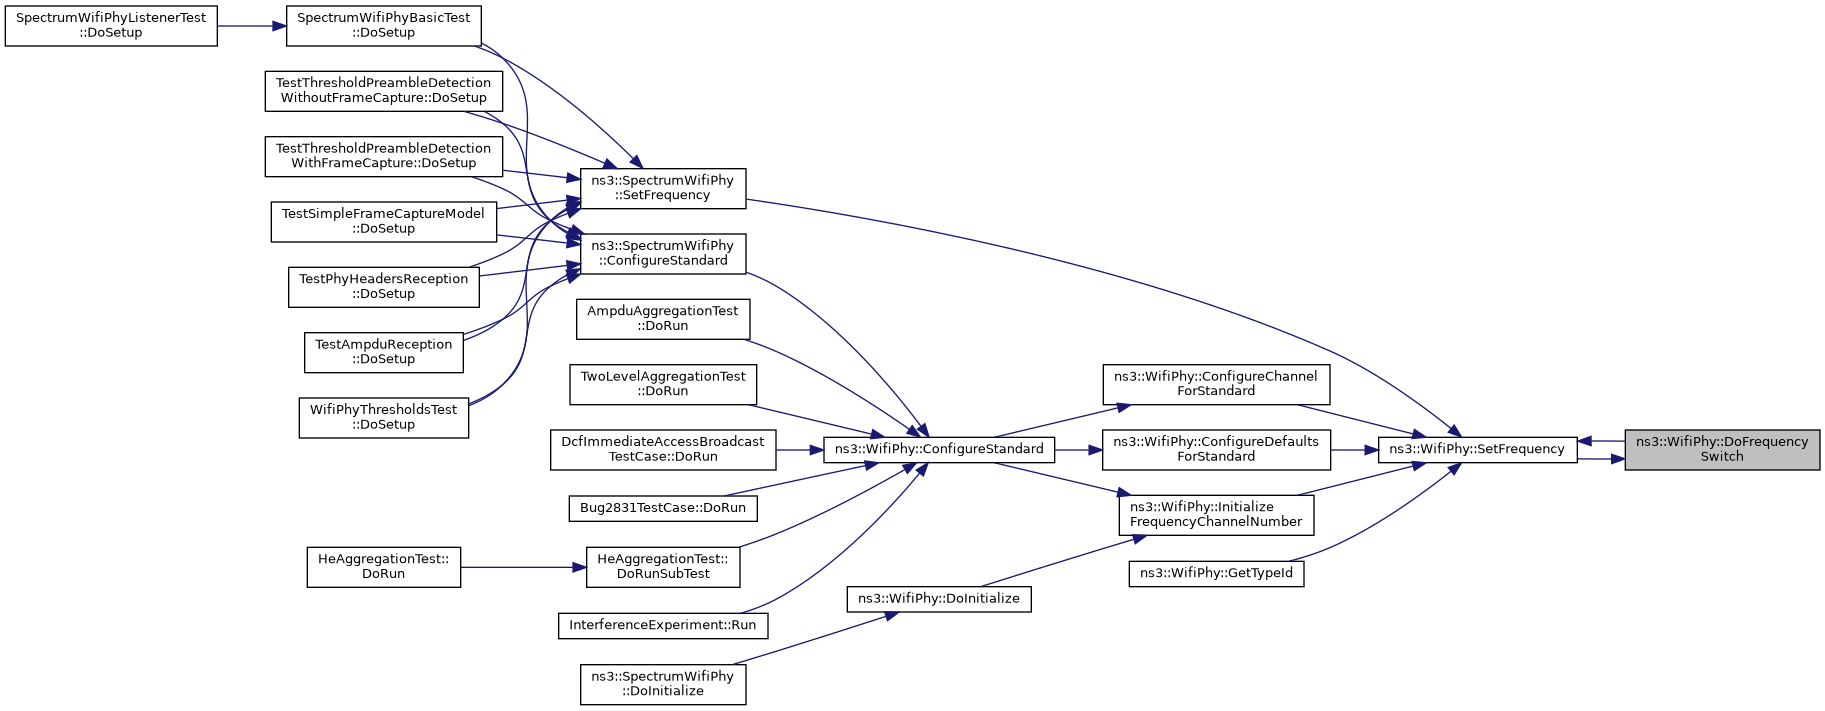 SpectrumWifiPhyListenerTest
::DoSetup
SpectrumWifiPhyBasicTest
::DoSetup
TestThresholdPreambleDetection
WithoutFrameCapture::DoSetup
TestThresholdPreambleDetection
WithFrameCapture::DoSetup
TestSimpleFrameCaptureModel
::DoSetup
TestPhyHeadersReception
::DoSetup
TestAmpduReception
::DoSetup
WifiPhyThresholdsTest
::DoSetup
HeAggregationTest::
DoRun
ns3::SpectrumWifiPhy
::SetFrequency
ns3::SpectrumWifiPhy
::ConfigureStandard
AmpduAggregationTest
::DoRun
TwoLevelAggregationTest
::DoRun
DcfImmediateAccessBroadcast
TestCase::DoRun
Bug2831TestCase::DoRun
HeAggregationTest::
DoRunSubTest
InterferenceExperiment::Run
ns3::SpectrumWifiPhy
::DoInitialize
ns3::WifiPhy::ConfigureStandard
ns3::WifiPhy::DoInitialize
ns3::WifiPhy::ConfigureChannel
ForStandard
ns3::WifiPhy::ConfigureDefaults
ForStandard
ns3::WifiPhy::Initialize
FrequencyChannelNumber
ns3::WifiPhy::GetTypeId
ns3::WifiPhy::SetFrequency
ns3::WifiPhy::DoFrequency
Switch